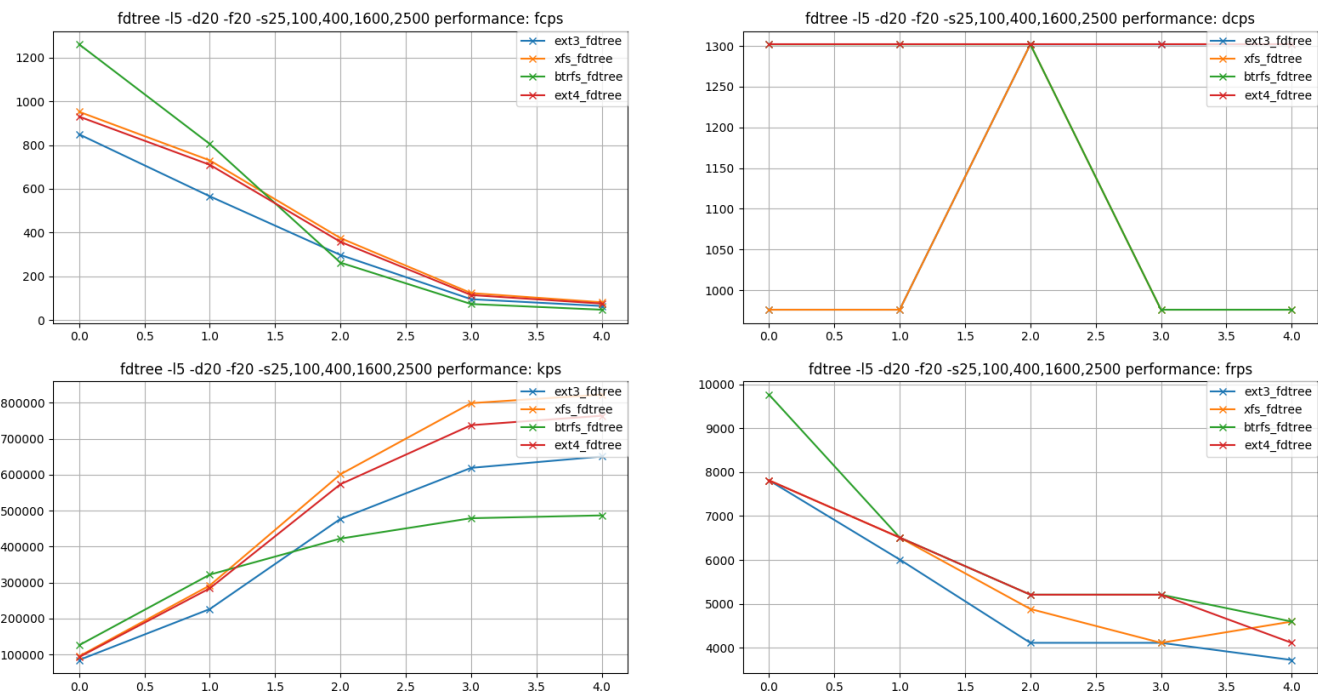 fdtree -l5 -d20 -f20 -s25,100,400,1600,2500 performance: fcps
ext3_fdtree
xfs_fdtree
btrfs_fdtree
ext4_fdtree
1200
1000
800
600
400
200
0
0.0 0.5 1.0 1.5 2.0 2.5 3.0 3.5 4.0
fdtree -l5 -d20 -f20 -s25,100,400,1600,2500 performance: dcps
ext3_fdtree
xfs_fdtree
btrfs_fdtree
ext4_fdtree
1300
1250
1200
1150
1100
1050
1000
0.0 0.5 1.0 1.5 2.0 2.5 3.0 3.5 4.0
fdtree -l5 -d20 -f20 -s25,100,400,1600,2500 performance: kps
ext3_fdtree
xfs_fdtree
btrfs_fdtree
ext4_fdtree
800000
700000
600000
500000
400000
300000
200000
100000
0.0 0.5 1.0 1.5 2.0 2.5 3.0 3.5 4.0
fdtree -l5 -d20 -f20 -s25,100,400,1600,2500 performance: frps
ext3_fdtree
xfs_fdtree
btrfs_fdtree
ext4_fdtree
10000
9000
8000
7000
6000
5000
4000
0.0 0.5 1.0 1.5 2.0 2.5 3.0 3.5 4.0